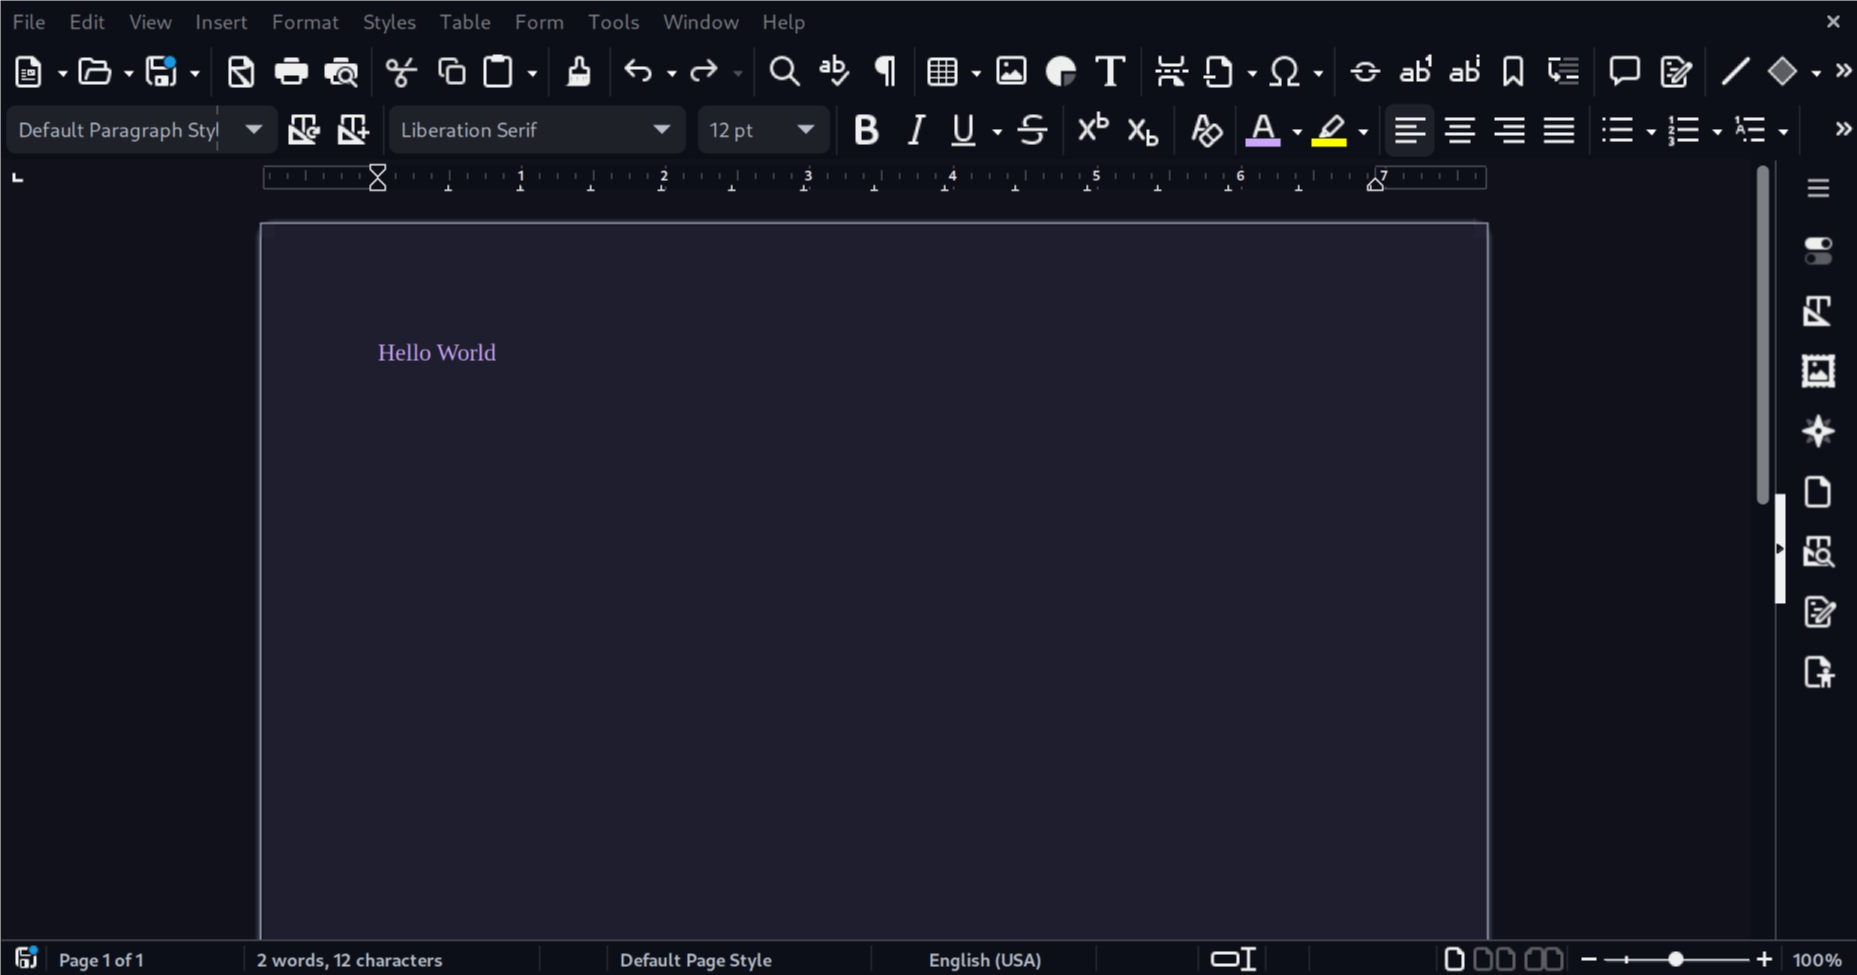 File Edit View Insert Format Styles Table Form Tools Window Help
Default Paragraph Styl Liberation Serif 12 pt
1 2 3 4 5 6 7
Hello World
Page 1 of 1 2 words, 12 characters Default Page Style English (USA) 100%